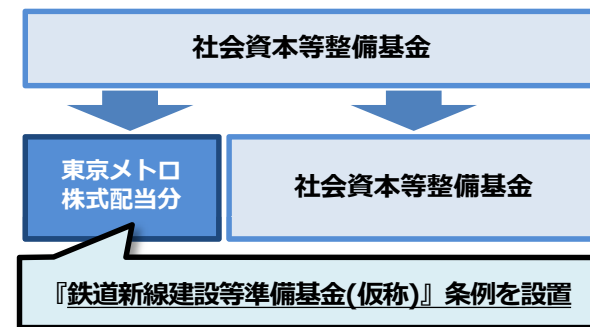 社会資本等整備基金
東京メトロ
株式配当分
社会資本等整備基金
『鉄道新線建設等準備基金(仮称)』条例を設置